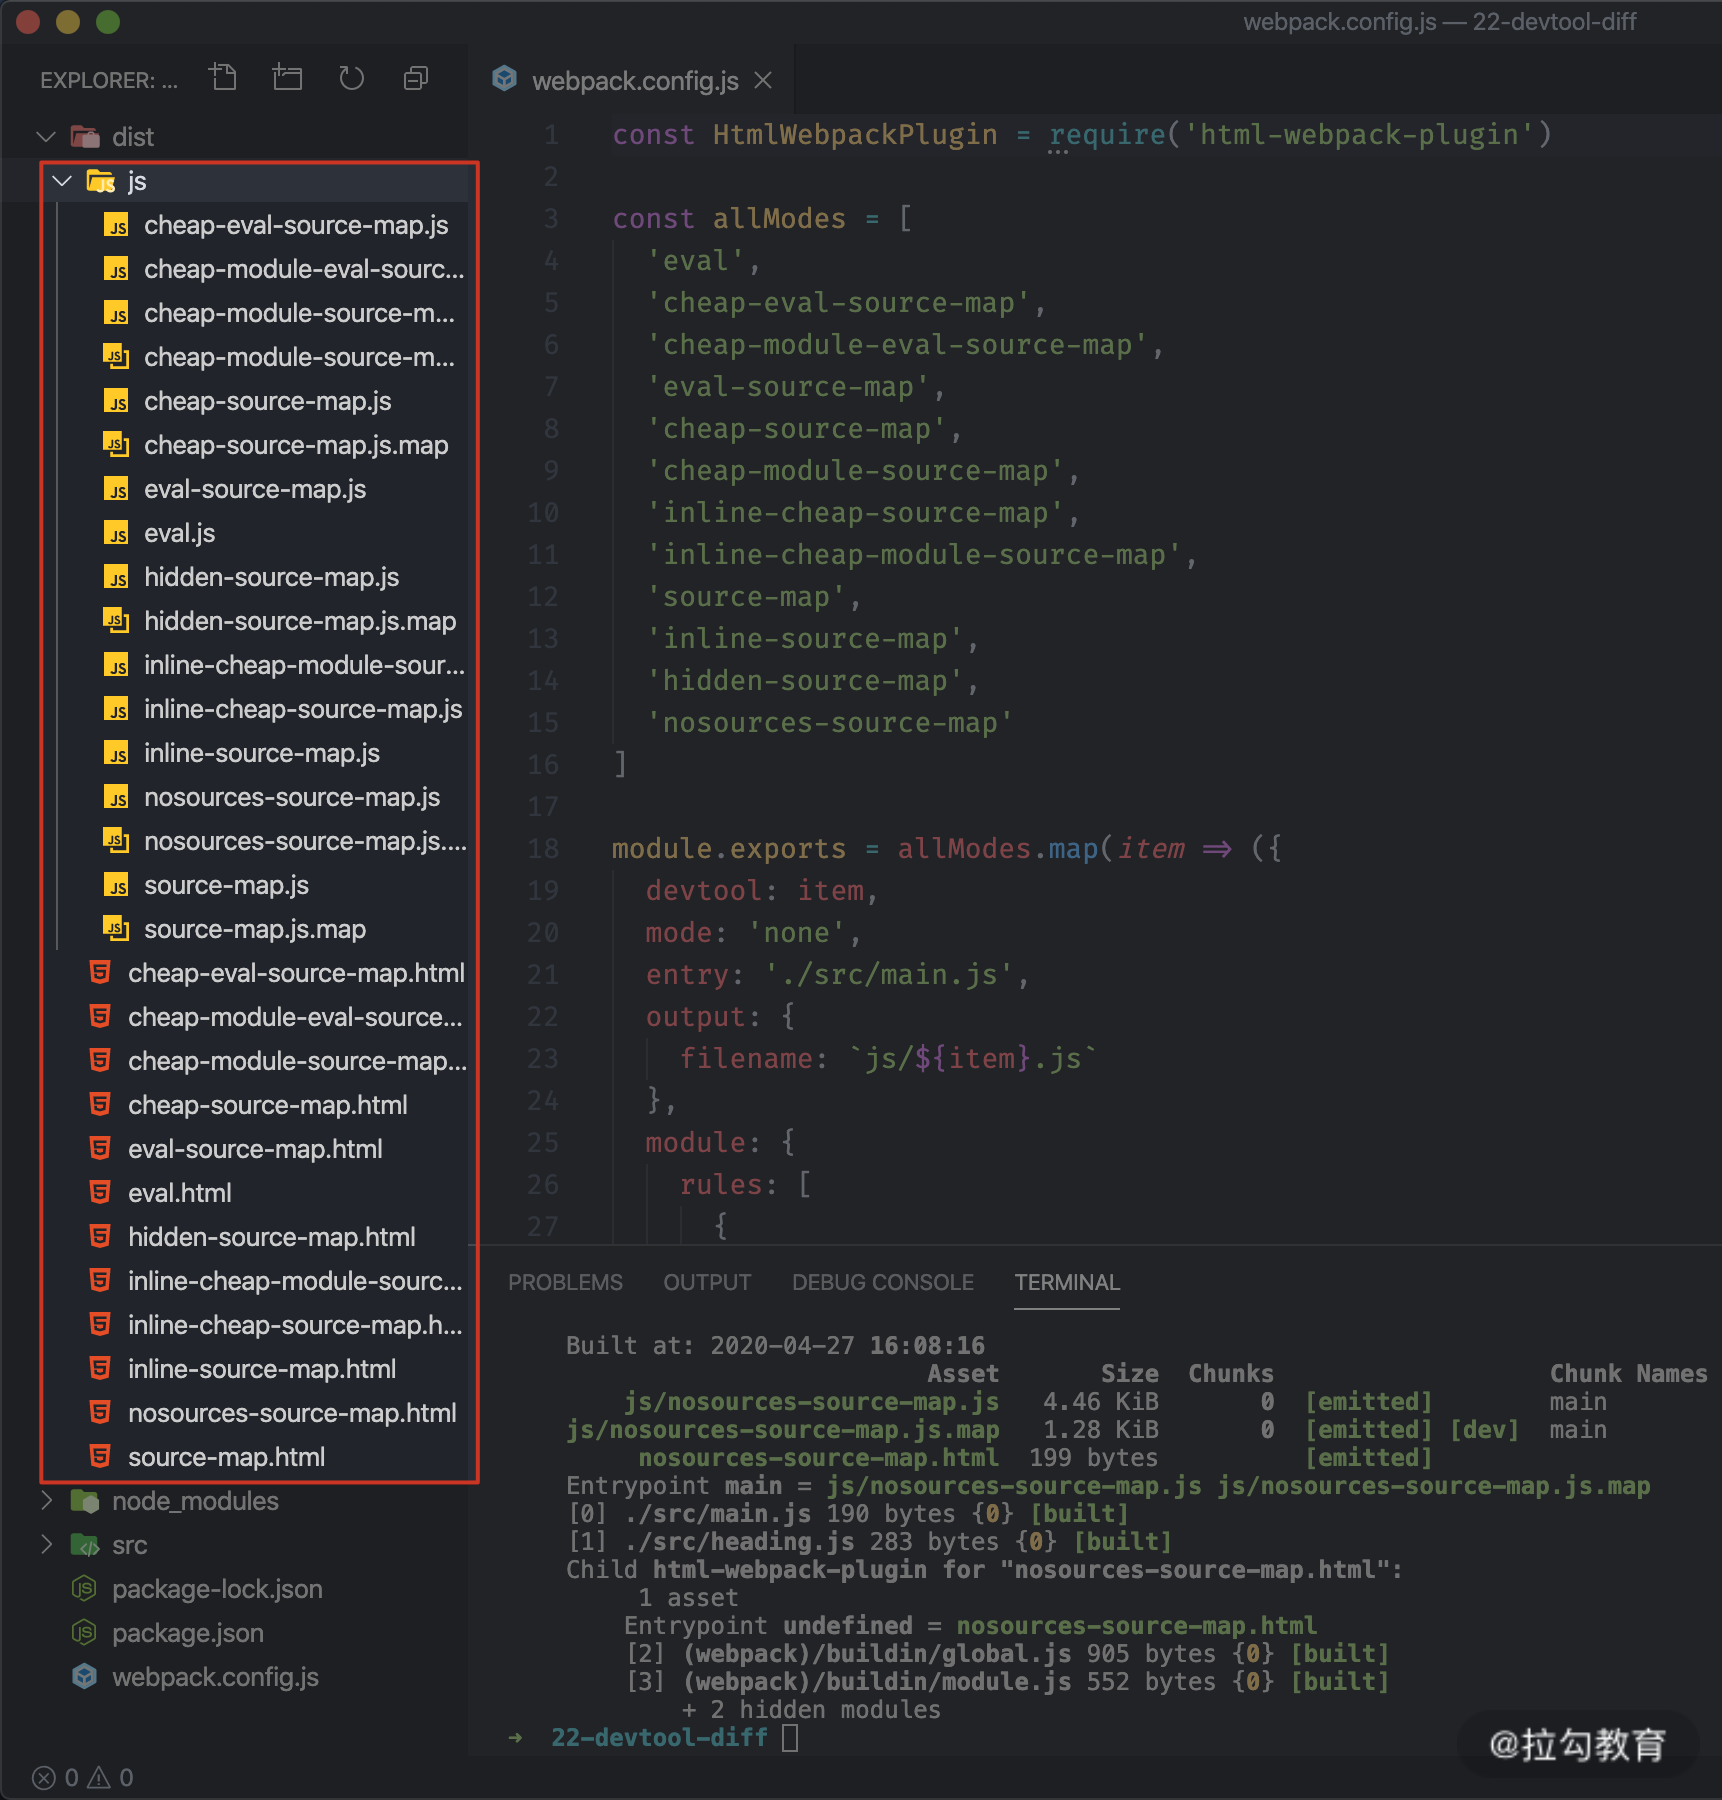 webpack.config.js — 22-devtool-diff
EXPLORER: ...
dist
js
cheap-eval-source-map.js
cheap-module-eval-sourc...
cheap-module-source-m...
cheap-module-source-m...
cheap-source-map.js
cheap-source-map.js.map
eval-source-map.js
eval.js
hidden-source-map.js
hidden-source-map.js.map
inline-cheap-module-sour...
inline-cheap-source-map.js
inline-source-map.js
nosources-source-map.js
nosources-source-map.js....
source-map.js
source-map.js.map
cheap-eval-source-map.html
cheap-module-eval-source...
cheap-module-source-map...
cheap-source-map.html
eval-source-map.html
eval.html
hidden-source-map.html
inline-cheap-module-sourc...
inline-cheap-source-map.h...
inline-source-map.html
nosources-source-map.html
source-map.html
node_modules
src
package-lock.json
package.json
webpack.config.js
0 0
webpack.config.js
1 const HtmlWebpackPlugin = require('html-webpack-plugin')
2
3 const allModes = [
4 'eval',
5 'cheap-eval-source-map',
6 'cheap-module-eval-source-map',
7 'eval-source-map',
8 'cheap-source-map',
9 'cheap-module-source-map',
10 'inline-cheap-source-map',
11 'inline-cheap-module-source-map',
12 'source-map',
13 'inline-source-map',
14 'hidden-source-map',
15 'nosources-source-map'
16 ]
17
18 module.exports = allModes.map(item => ({
19 devtool: item,
20 mode: 'none',
21 entry: './src/main.js',
22 output: {
23 filename: `js/${item}.js`
24 },
25 module: {
26 rules: [
27 {
PROBLEMS OUTPUT DEBUG CONSOLE TERMINAL
Built at: 2020-04-27 16:08:16
Asset Size Chunks Chunk Names
js/nosources-source-map.js 4.46 KiB 0 [emitted] main
js/nosources-source-map.js.map 1.28 KiB 0 [emitted] [dev] main
nosources-source-map.html 199 bytes [emitted]
Entrypoint main = js/nosources-source-map.js js/nosources-source-map.js.map
[0] ./src/main.js 190 bytes {0} [built]
[1] ./src/heading.js 283 bytes {0} [built]
Child html-webpack-plugin for "nosources-source-map.html":
1 asset
Entrypoint undefined = nosources-source-map.html
[2] (webpack)/buildin/global.js 905 bytes {0} [built]
[3] (webpack)/buildin/module.js 552 bytes {0} [built]
+ 2 hidden modules
➜ 22-devtool-diff
@拉勾教育